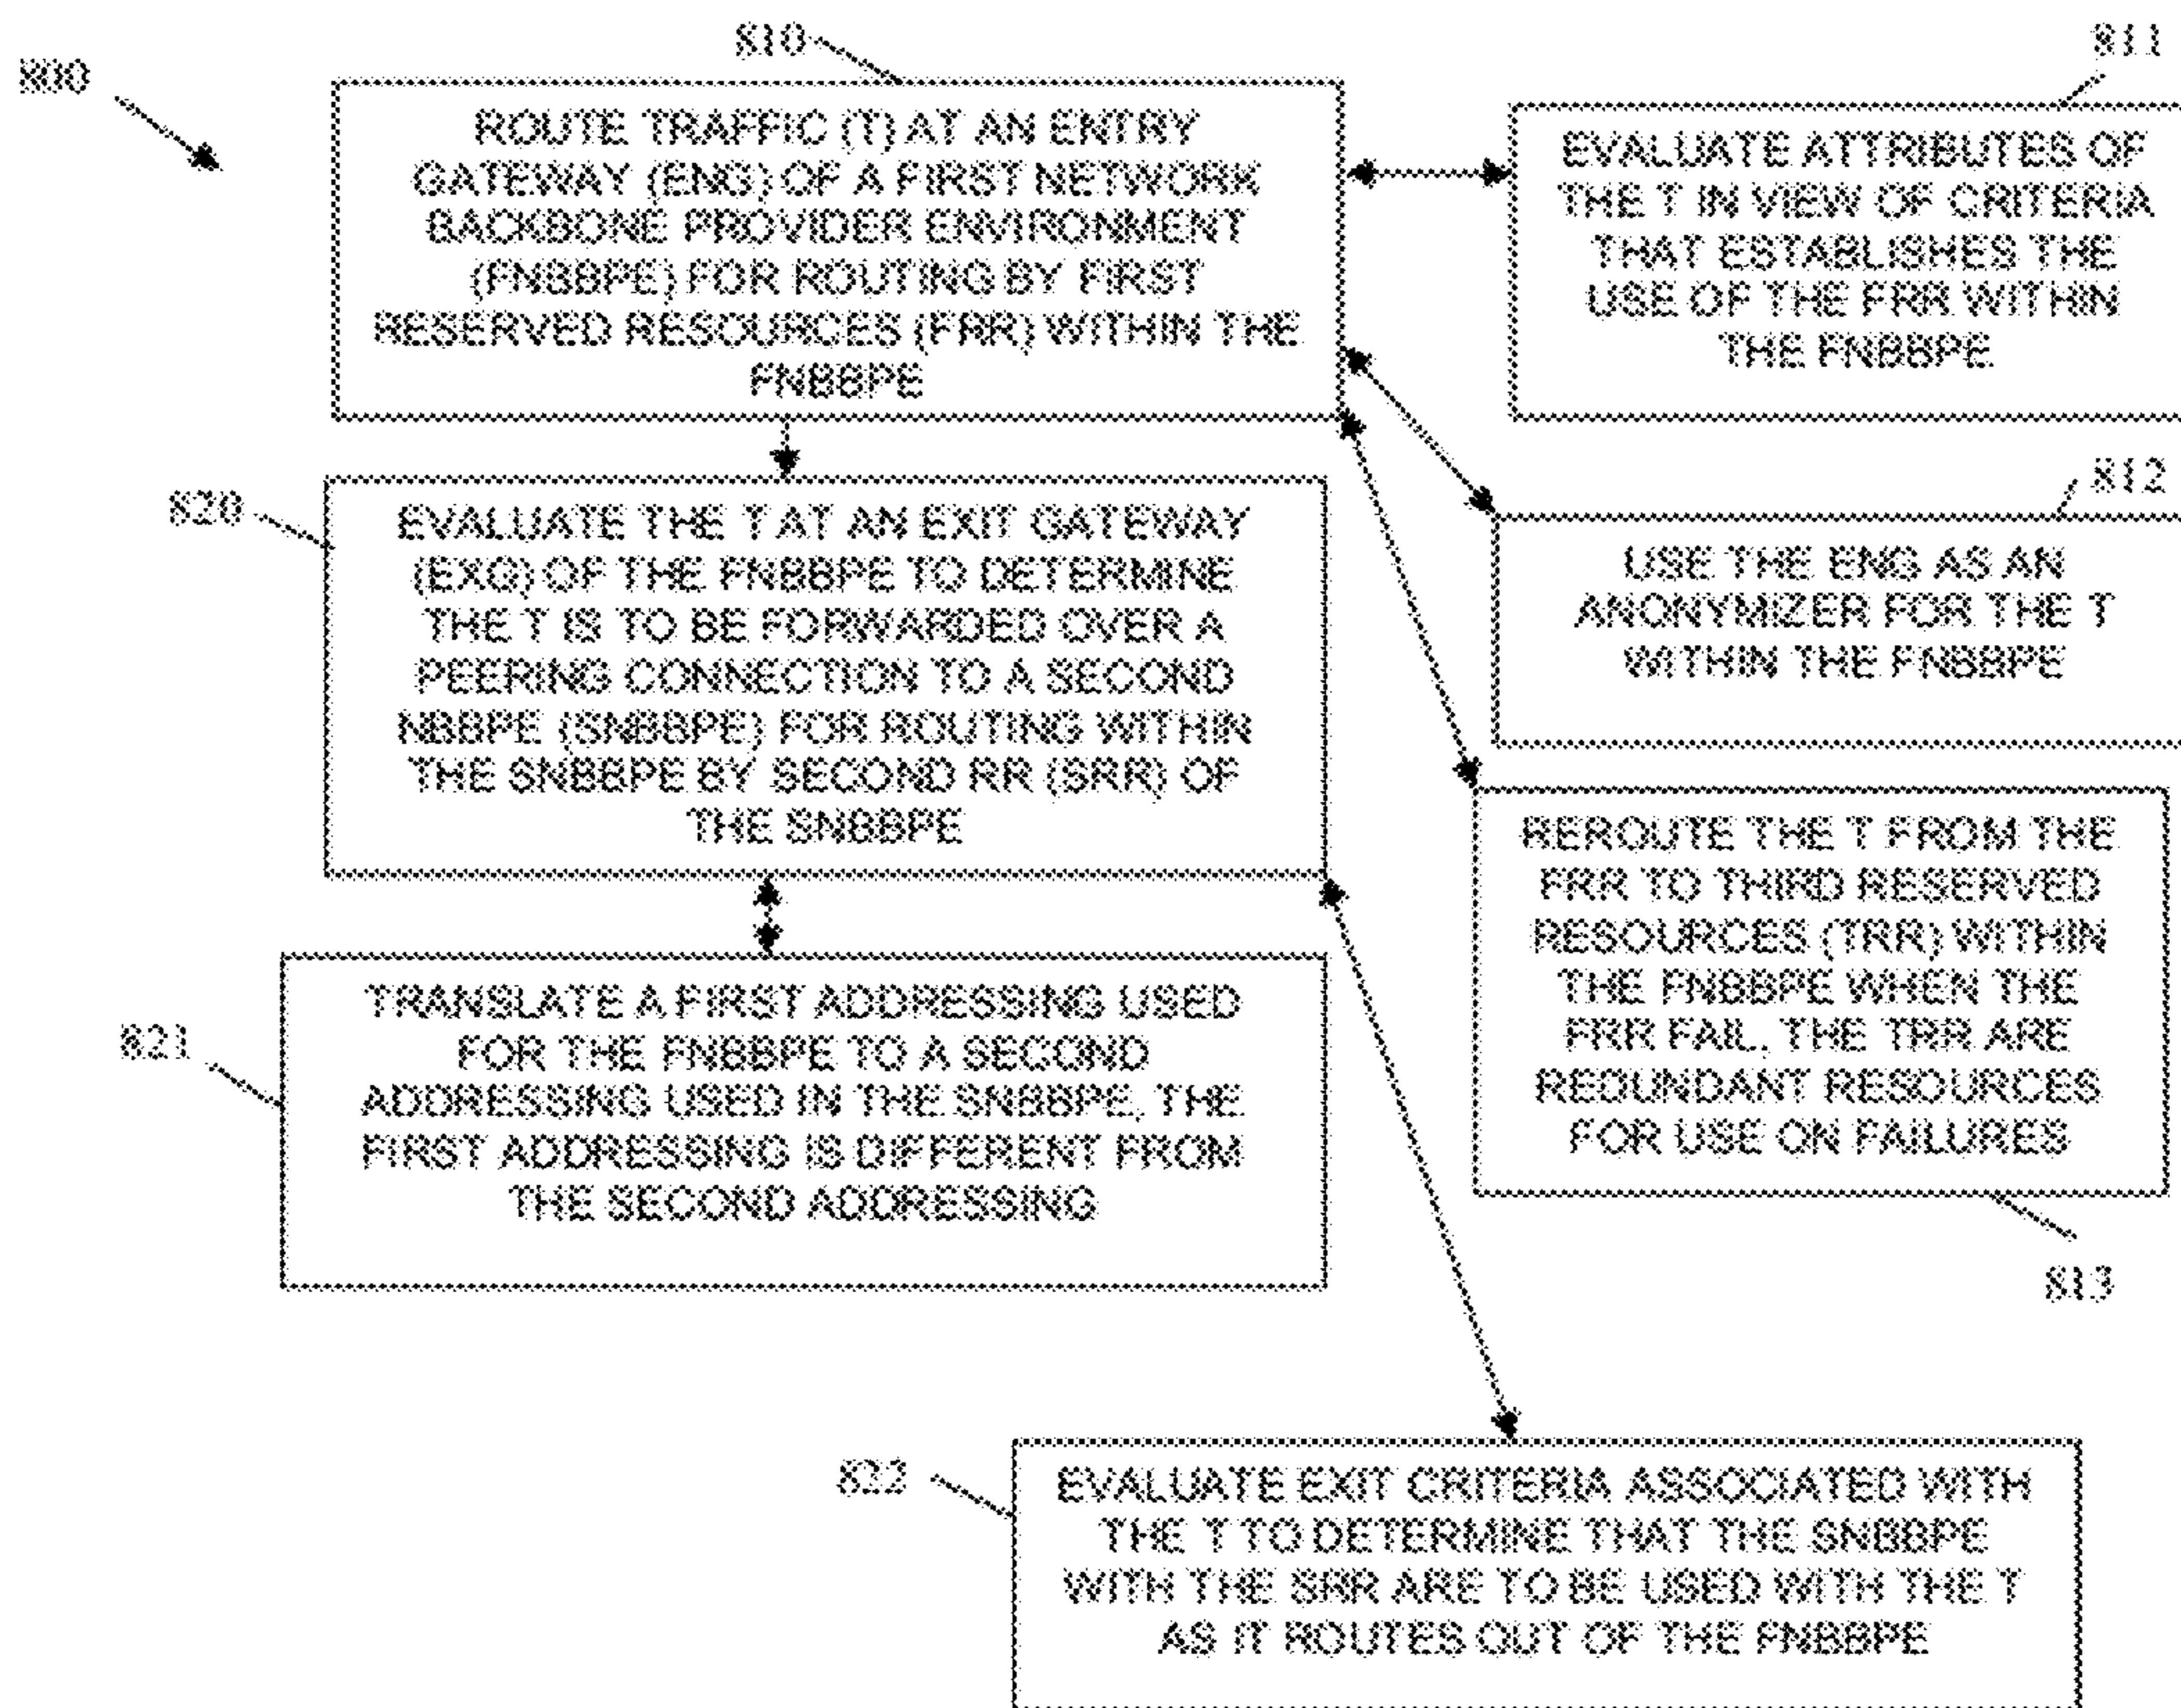 800
810
ROUTE TRAFFIC (T) AT AN ENTRY
GATEWAY (ENG) OF A FIRST NETWORK
BACKBONE PROVIDER ENVIRONMENT
(FNBBPE) FOR ROUTING BY FIRST
RESERVED RESOURCES (FRR) WITHIN THE
FNBBPE
811
EVALUATE ATTRIBUTES OF
THE T IN VIEW OF CRITERIA
THAT ESTABLISHES THE
USE OF THE FRR WITHIN
THE FNBBPE
812
USE THE ENG AS AN
ANONYMIZER FOR THE T
WITHIN THE FNBBPE
820
EVALUATE THE T AT AN EXIT GATEWAY
(EXG) OF THE FNBBPE TO DETERMINE
THE T IS TO BE FORWARDED OVER A
PEERING CONNECTION TO A SECOND
NBBPE (SNBBPE) FOR ROUTING WITHIN
THE SNBBPE BY SECOND RR (SRR) OF
THE SNBBPE
REROUTE THE T FROM THE
FRR TO THIRD RESERVED
RESOURCES (TRR) WITHIN
THE FNBBPE WHEN THE
FRR FAIL, THE TRR ARE
REDUNDANT RESOURCES
FOR USE ON FAILURES
813
821
TRANSLATE A FIRST ADDRESSING USED
FOR THE FNBBPE TO A SECOND
ADDRESSING USED IN THE SNBBPE, THE
FIRST ADDRESSING IS DIFFERENT FROM
THE SECOND ADDRESSING
822
EVALUATE EXIT CRITERIA ASSOCIATED WITH
THE T TO DETERMINE THAT THE SNBBPE
WITH THE SRR ARE TO BE USED WITH THE T
AS IT ROUTES OUT OF THE FNBBPE